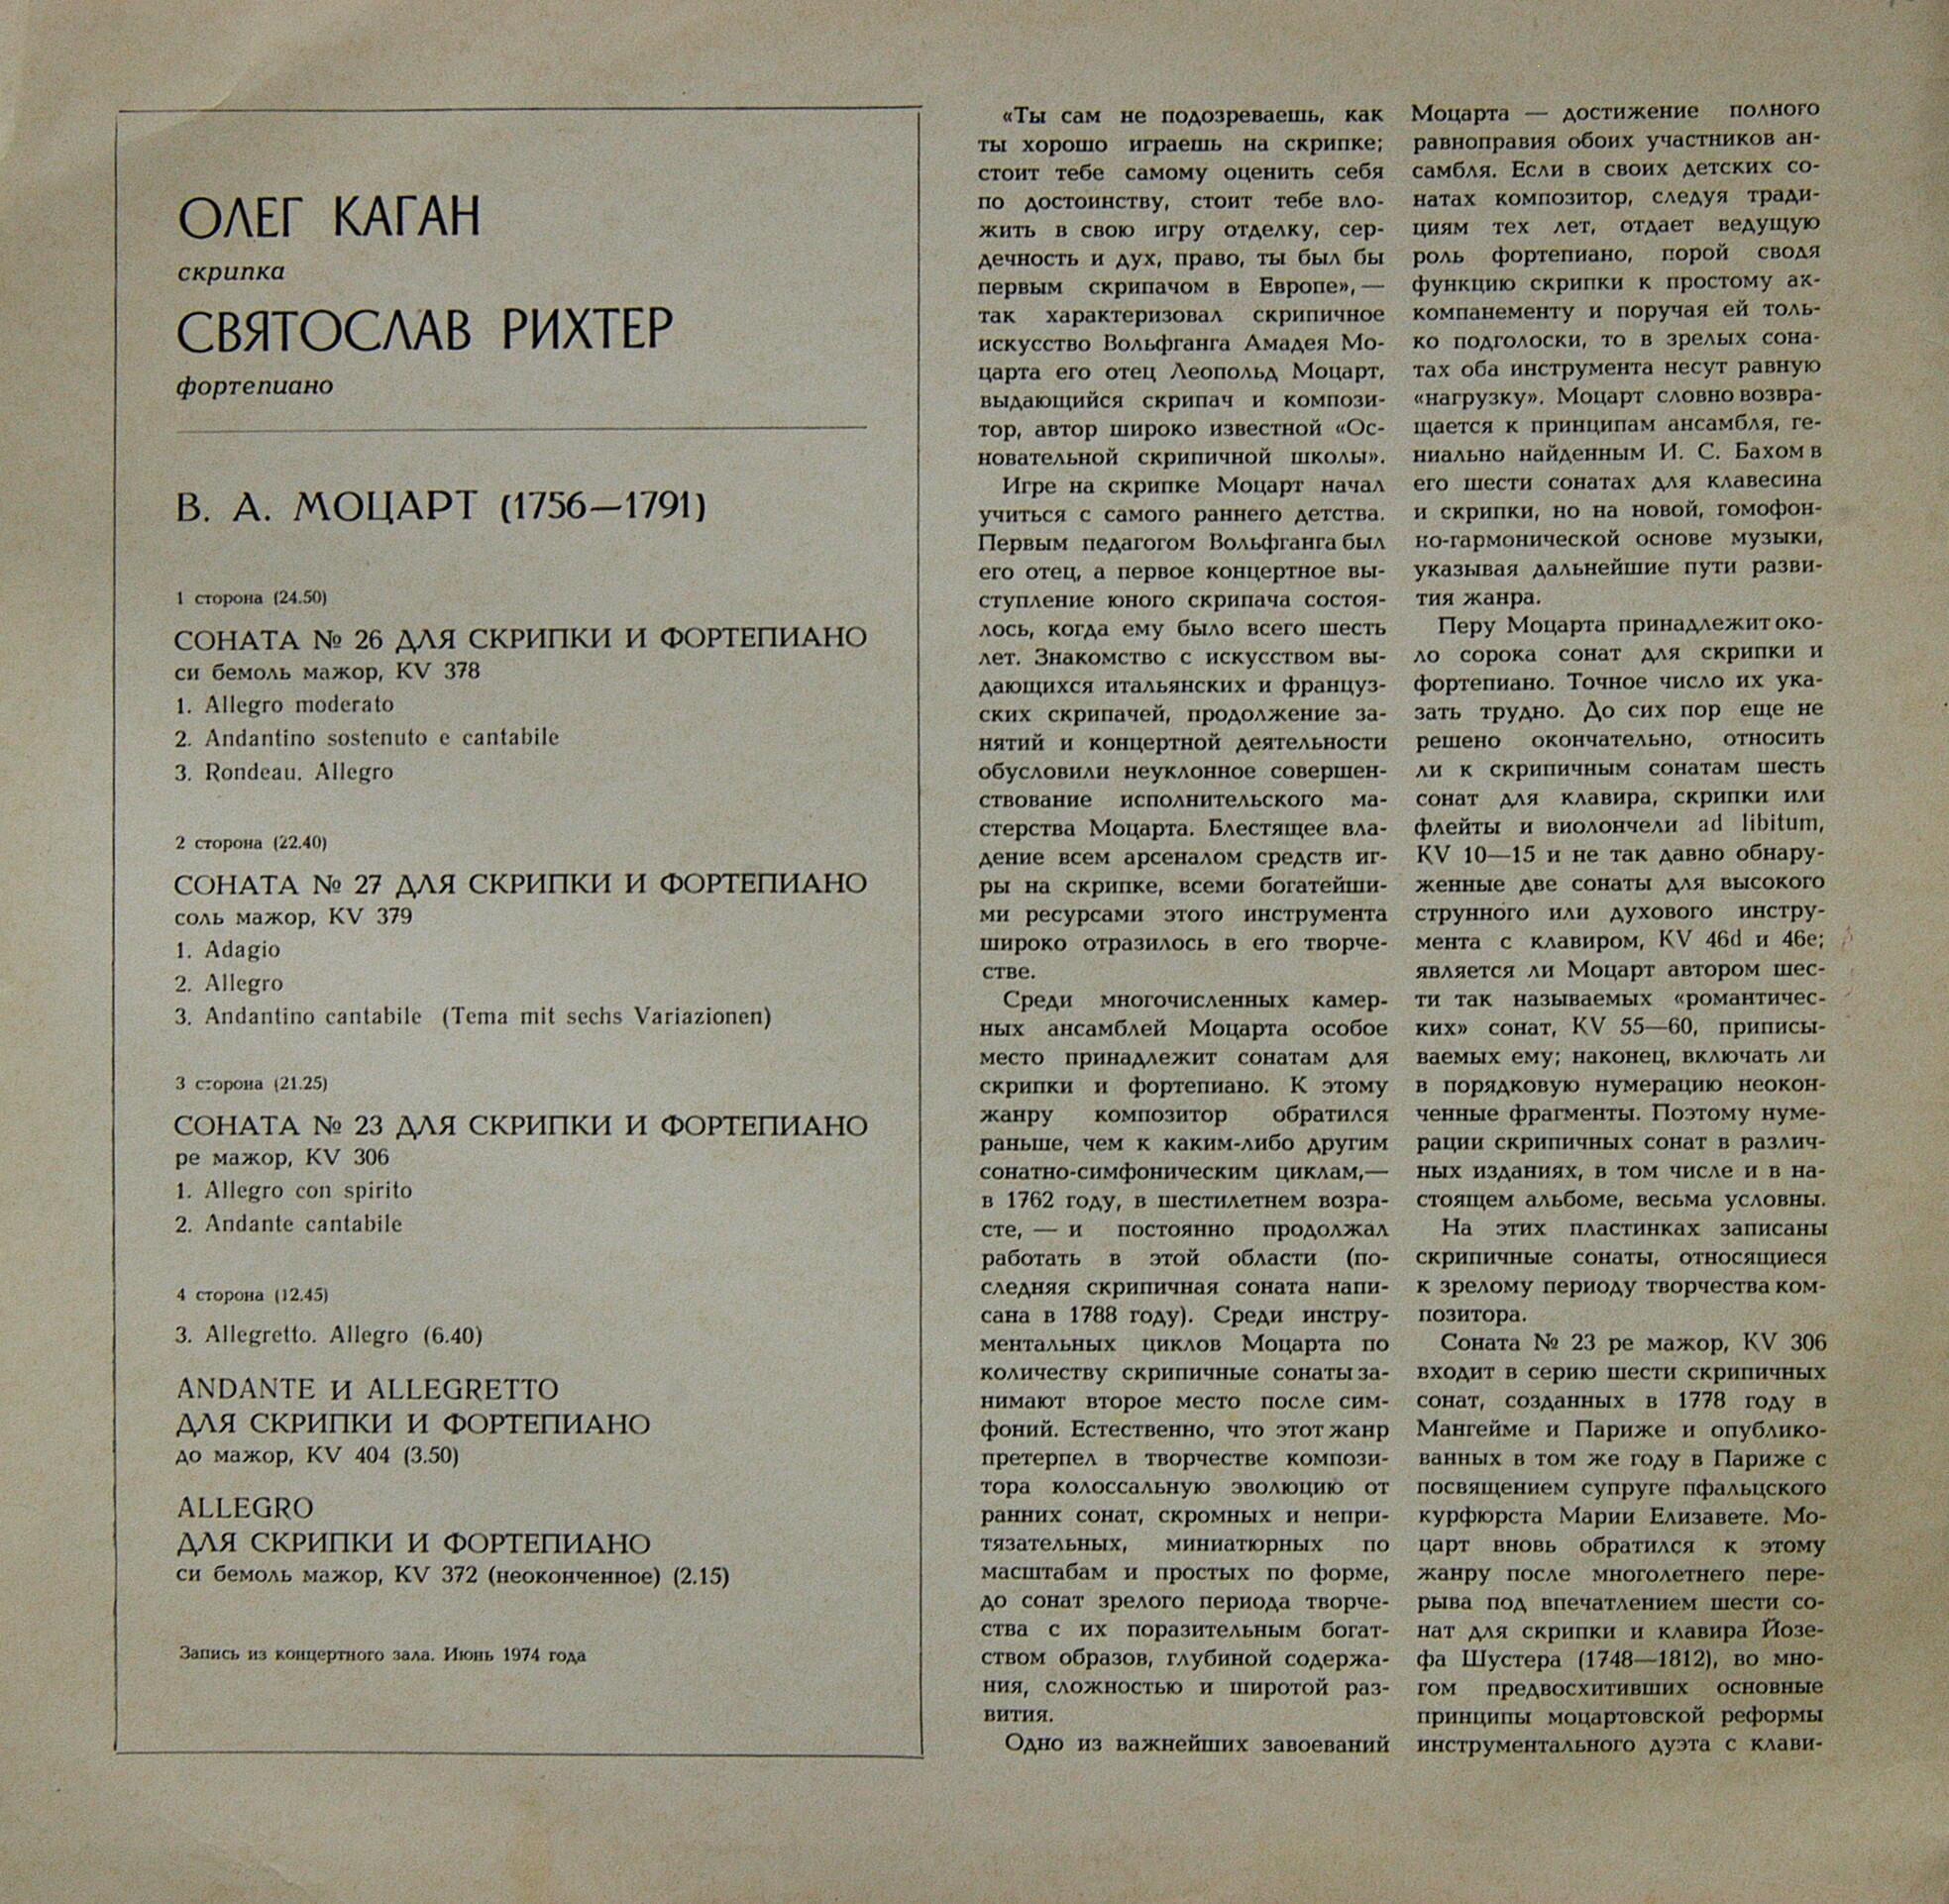 ОЛЕГ КАГАН
скрипка
СВЯТОСЛАВ РИХТЕР
фортепиано
В. А. МОЦАРТ (1756—1791)
1 сторона (24.50)
СОНАТА № 26 ДЛЯ СКРИПКИ И ФОРТЕПИАНО
си бемоль мажор, KV 378
1. Allegro moderato
2. Andantino sostenuto e cantabile
3. Rondeau. Allegro
2 сторона (22.40)
СОНАТА № 27 ДЛЯ СКРИПКИ И ФОРТЕПИАНО
соль мажор, KV 379
1. Adagio
2. Allegro
3. Andantino cantabile (Tema mit sechs Variazionen)
3 сторона (21.25)
СОНАТА № 23 ДЛЯ СКРИПКИ И ФОРТЕПИАНО
ре мажор, KV 306
1. Allegro con spirito
2. Andante cantabile
4 сторона (12.45)
3. Allegretto. Allegro (6.40)
ANDANTE И ALLEGRETTO
ДЛЯ СКРИПКИ И ФОРТЕПИАНО
до мажор, KV 404 (3.50)
ALLEGRO
ДЛЯ СКРИПКИ И ФОРТЕПИАНО
си бемоль мажор, KV 372 (неоконченное) (2.15)
Запись из концертного зала. Июнь 1974 года
«Ты сам не подозреваешь, как
ты хорошо играешь на скрипке;
стоит тебе самому оценить себя
по достоинству, стоит тебе вло-
жить в свою игру отделку, сер-
дечность и дух, право, ты был бы
первым скрипачом в Европе»,—
так характеризовал скрипичное
искусство Вольфганга Амадея Мо-
царта его отец Леопольд Моцарт,
выдающийся скрипач и компози-
тор, автор широко известной «Ос-
новательной скрипичной школы».
Игре на скрипке Моцарт начал
учиться с самого раннего детства.
Первым педагогом Вольфганга был
его отец, а первое концертное вы-
ступление юного скрипача состоя-
лось, когда ему было всего шесть
лет. Знакомство с искусством вы-
дающихся итальянских и француз-
ских скрипачей, продолжение за-
нятий и концертной деятельности
обусловили неуклонное совершен-
ствование исполнительского ма-
стерства Моцарта. Блестящее вла-
дение всем арсеналом средств иг-
ры на скрипке, всеми богатейши-
ми ресурсами этого инструмента
широко отразилось в его творче-
стве.
Среди многочисленных камер-
ных ансамблей Моцарта особое
место принадлежит сонатам для
скрипки и фортепиано. К этому
жанру композитор обратился
раньше, чем к каким-либо другим
сонатно-симфоническим циклам,—
в 1762 году, в шестилетнем возра-
сте, — и постоянно продолжал
работать в этой области (по-
следняя скрипичная соната напи-
сана в 1788 году). Среди инстру-
ментальных циклов Моцарта по
количеству скрипичные сонаты за-
нимают второе место после сим-
фоний. Естественно, что этот жанр
претерпел в творчестве компози-
тора колоссальную эволюцию от
ранних сонат, скромных и непри-
тязательных, миниатюрных по
масштабам и простых по форме,
до сонат зрелого периода творче-
ства с их поразительным богат-
ством образов, глубиной содержа-
ния, сложностью и широтой раз-
вития.
Одно из важнейших завоеваний
Моцарта — достижение полного
равноправия обоих участников ан-
самбля. Если в своих детских со-
натах композитор, следуя тради-
циям тех лет, отдает ведущую
роль фортепиано, порой сводя
функцию скрипки к простому ак-
компанементу и поручая ей толь-
ко подголоски, то в зрелых сона-
тах оба инструмента несут равную
«нагрузку». Моцарт словно возвра-
щается к принципам ансамбля, ге-
ниально найденным И. С. Бахом в
его шести сонатах для клавесина
и скрипки, но на новой, гомофон-
но-гармонической основе музыки,
указывая дальнейшие пути разви-
тия жанра.
Перу Моцарта принадлежит око-
ло сорока сонат для скрипки и
фортепиано. Точное число их ука-
зать трудно. До сих пор еще не
решено окончательно, относить
ли к скрипичным сонатам шесть
сонат для клавира, скрипки или
флейты и виолончели ad libitum,
KV 10—15 и не так давно обнару-
женные две сонаты для высокого
струнного или духового инстру-
мента с клавиром, KV 46d и 46e;
является ли Моцарт автором шес-
ти так называемых «романтичес-
ких» сонат, KV 55—60, приписы-
ваемых ему; наконец, включать ли
в порядковую нумерацию неокон-
ченные фрагменты. Поэтому нуме-
рации скрипичных сонат в различ-
ных изданиях, в том числе и в на-
стоящем альбоме, весьма условны.
На этих пластинках записаны
скрипичные сонаты, относящиеся
к зрелому периоду творчества ком-
позитора.
Соната № 23 ре мажор, KV 306
входит в серию шести скрипичных
сонат, созданных в 1778 году в
Мангейме и Париже и опублико-
ванных в том же году в Париже с
посвящением супруге пфальцского
курфюрста Марии Елизавете. Мо-
царт вновь обратился к этому
жанру после многолетнего пере-
рыва под впечатлением шести со-
нат для скрипки и клавира Йозе-
фа Шустера (1748—1812), во мно-
гом предвосхитивших основные
принципы моцартовской реформы
инструментального дуэта с клави-